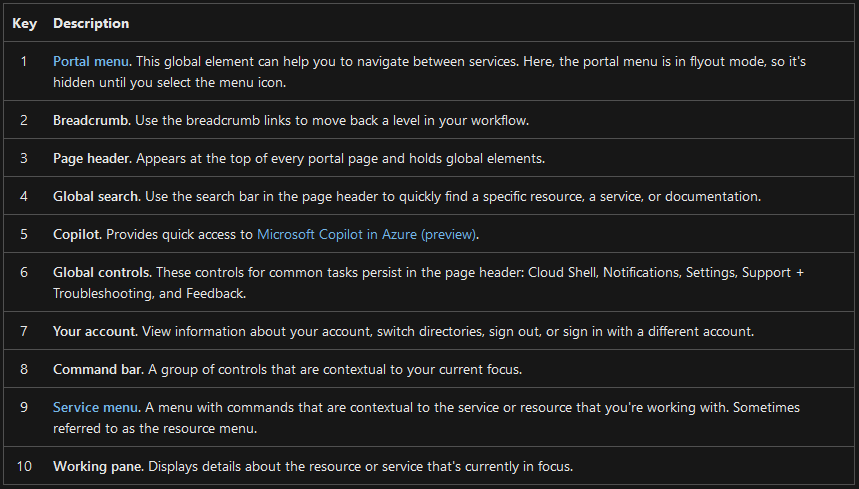 Key Description
1 Portal menu. This global element can help you to navigate between services. Here, the portal menu is in flyout mode, so it's
hidden until you select the menu icon.
2 Breadcrumb. Use the breadcrumb links to move back a level in your workflow.
3 Page header. Appears at the top of every portal page and holds global elements.
4 Global search. Use the search bar in the page header to quickly find a specific resource, a service, or documentation.
5 Copilot. Provides quick access to Microsoft Copilot in Azure (preview).
6 Global controls. These controls for common tasks persist in the page header: Cloud Shell, Notifications, Settings, Support +
Troubleshooting, and Feedback.
7 Your account. View information about your account, switch directories, sign out, or sign in with a different account.
8 Command bar. A group of controls that are contextual to your current focus.
9 Service menu. A menu with commands that are contextual to the service or resource that you're working with. Sometimes
referred to as the resource menu.
10 Working pane. Displays details about the resource or service that's currently in focus.